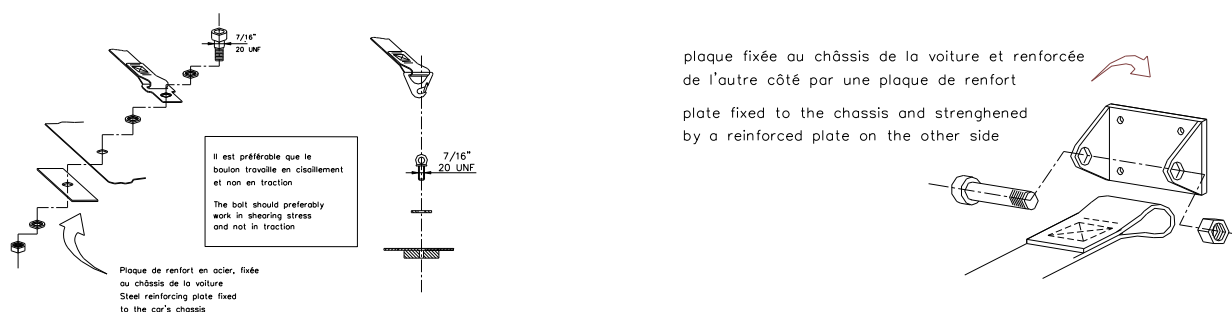 7/16"
20 UNF
Il est préférable que le
boulon travaille en cisaillement
et non en traction
The bolt should preferably
work in shearing stress
and not in traction
7/16"
20 UNF
Plaque de renfort en acier, fixée
au châssis de la voiture
Steel reinforcing plate fixed
to the car's chassis
plaque fixée au châssis de la voiture et renforcée
de l'autre côté par une plaque de renfort
plate fixed to the chassis and strenghened
by a reinforced plate on the other side